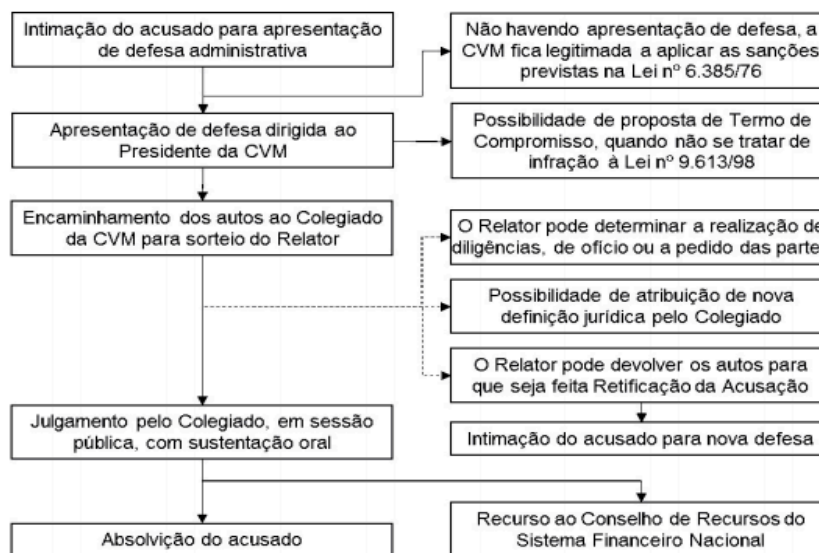 Intimação do acusado para apresentação
de defesa administrativa
Não havendo apresentação de defesa, a
CVM fica legitimada a aplicar as sanções
previstas na Lei nº 6.385/76
Apresentação de defesa dirigida ao
Presidente da CVM
Possibilidade de proposta de Termo de
Compromisso, quando não se tratar de
infração à Lei nº 9.613/98
Encaminhamento dos autos ao Colegiado
da CVM para sorteio do Relator
O Relator pode determinar a realização de
diligências, de ofício ou a pedido das parte
Possibilidade de atribuição de nova
definição jurídica pelo Colegiado
O Relator pode devolver os autos para
que seja feita Retificação da Acusação
Julgamento pelo Colegiado, em sessão
pública, com sustentação oral
Intimação do acusado para nova defesa
Absolvição do acusado
Recurso ao Conselho de Recursos do
Sistema Financeiro Nacional